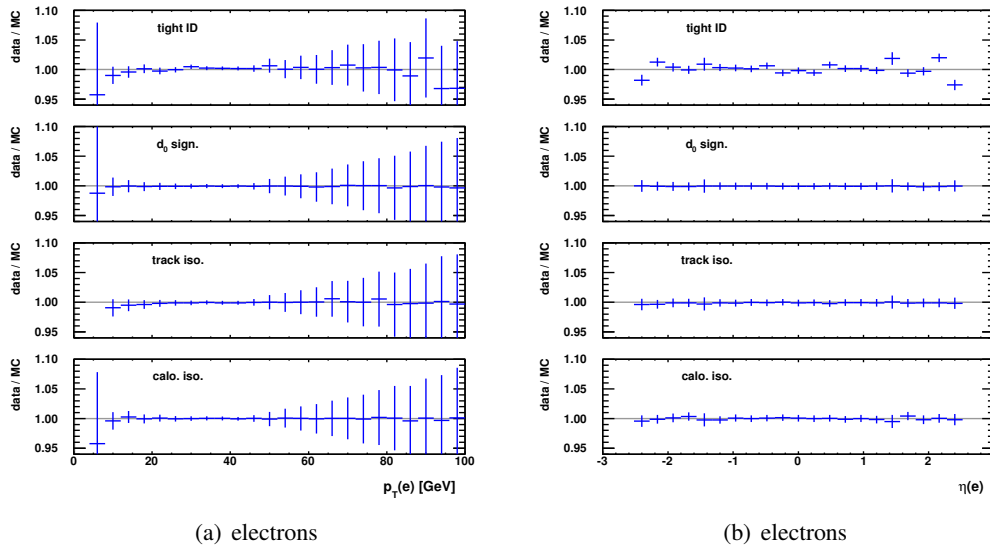 data / MC
1.10
1.05
1.00
0.95
tight ID
data / MC
1.10
1.05
1.00
0.95
d0 sign.
data / MC
1.10
1.05
1.00
0.95
track iso.
data / MC
1.10
1.05
1.00
0.95
calo. iso.
0 20 40 60 80 100
pT(e) [GeV]
(a) electrons
data / MC
1.10
1.05
1.00
0.95
tight ID
data / MC
1.10
1.05
1.00
0.95
d0 sign.
data / MC
1.10
1.05
1.00
0.95
track iso.
data / MC
1.10
1.05
1.00
0.95
calo. iso.
-3 -2 -1 0 1 2
η(e)
(b) electrons